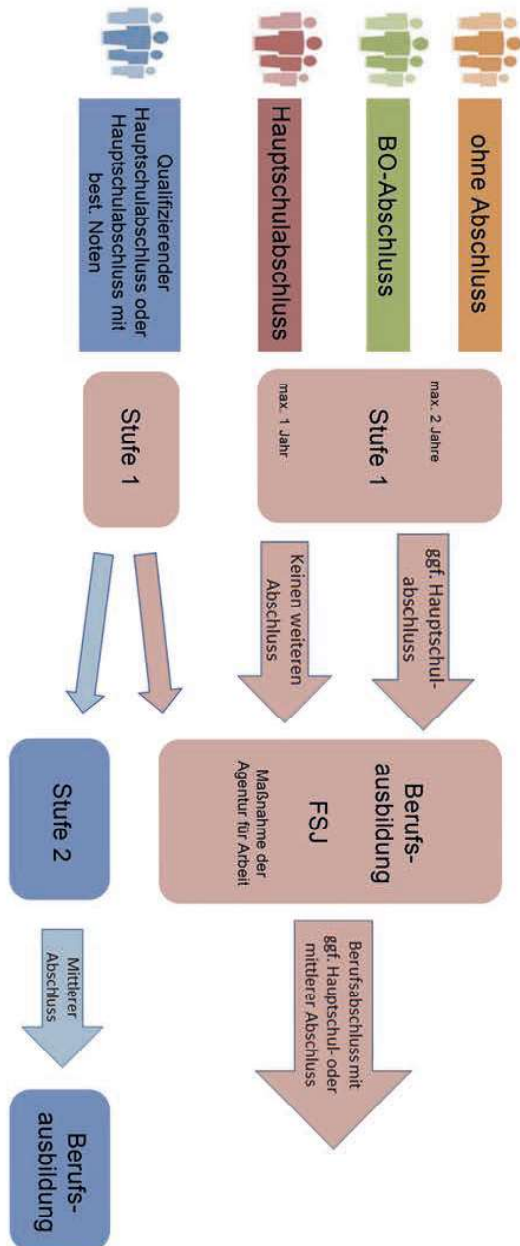 ohne Abschluss
BO-Abschluss
Hauptschulabschluss
Qualifizierender
Hauptschulabschluss oder
Hauptschulabschluss mit
best. Noten
max. 2 Jahre
Stufe 1
max. 1 Jahr
Stufe 1
ggf. Hauptschul-
abschluss
Keinen weiteren
Abschluss
Berufs-
ausbildung
FSJ
Maßnahme der
Agentur für Arbeit
Stufe 2
Berufsabschluss mit
ggf. Hauptschul- oder
mittlerer Abschluss
Mittlerer
Abschluss
Berufs-
ausbildung